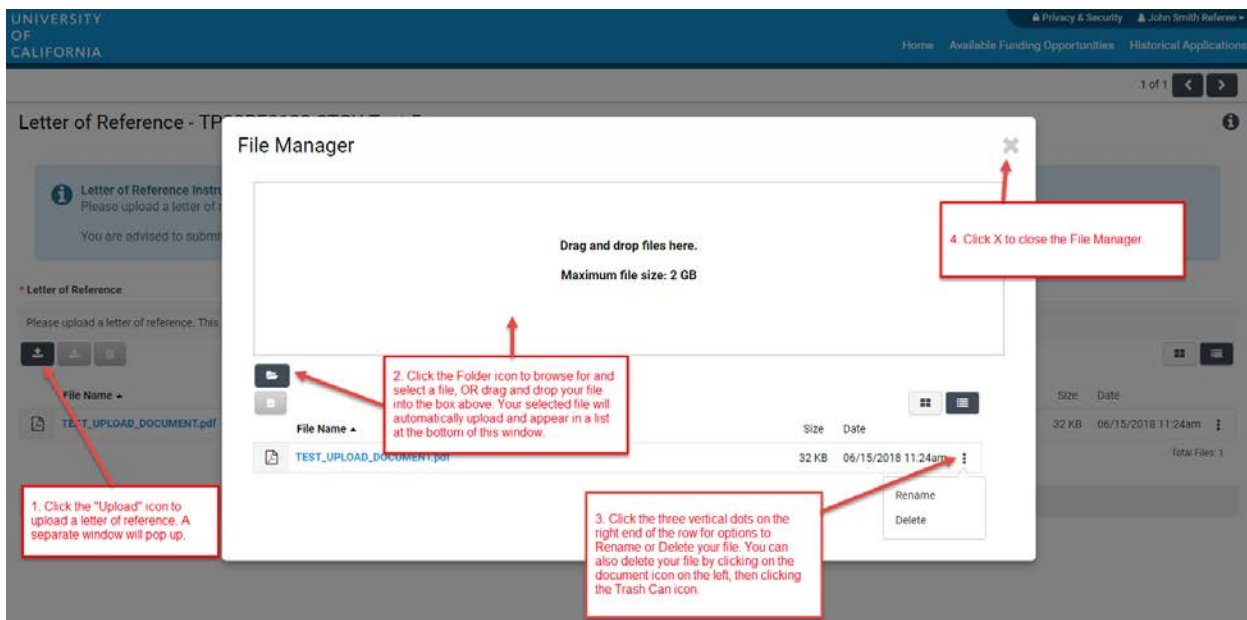 UNIVERSITY
OF
CALIFORNIA
Privacy & Security John Smith Referee
Home Available Funding Opportunities Historical Applications
1 of 1
Letter of Reference -
File Manager
Letter of Reference
Please upload a letter of
You are advised to
Drag and drop files here.
Maximum file size: 2 GB
4. Click X to close the File Manager.
* Letter of Reference
Please upload a letter of reference. This
2. Click the Folder icon to browse for and
select a file, OR drag and drop your file
into the box above. Your selected file will
automatically upload and appear in a list
at the bottom of this window.
File Name Size Date
TEST_UPLOAD_DOCUMENT.pdf 32 KB 06/15/2018 11:24am
Total Files: 1
File Name Size Date
TEST_UPLOAD_DOCUMENT.pdf 32 KB 06/15/2018 11:24am
Rename
Delete
1. Click the "Upload" icon to
upload a letter of reference. A
separate window will pop up.
3. Click the three vertical dots on the
right end of the row for options to
Rename or Delete your file. You can
also delete your file by clicking on the
document icon on the left, then clicking
the Trash Can icon.